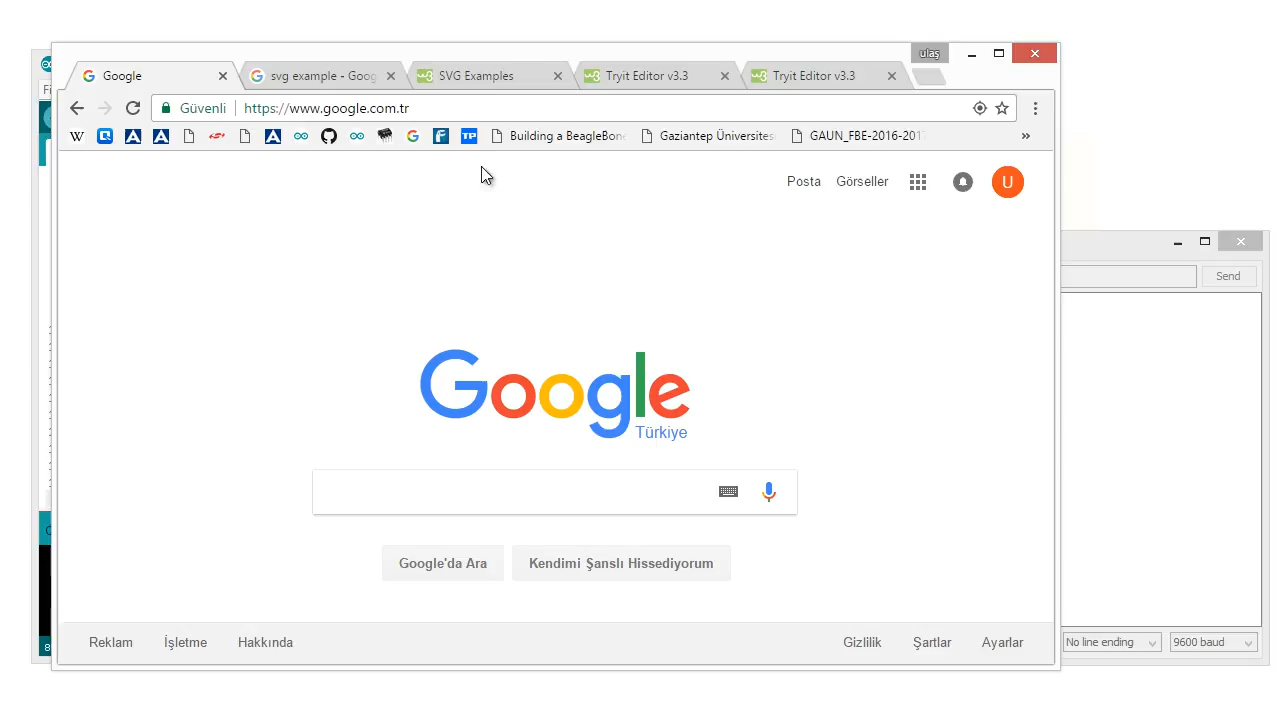 ulaş
Google
svg example - Goog
SVG Examples
Tryit Editor v3.3
Tryit Editor v3.3
Güvenli
https://www.google.com.tr
W
TP
Building a BeagleBon
Gaziantep Üniversites
GAUN_FBE-2016-2017
»
Posta
Görseller
U
Send
Google
Türkiye
Google'da Ara
Kendimi Şanslı Hissediyorum
Reklam
İşletme
Hakkında
Gizlilik
Şartlar
Ayarlar
No line ending
9600 baud